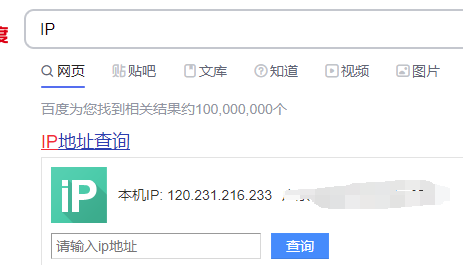 度
IP
网页 贴吧 文库 知道 视频 图片
百度为您找到相关结果约100,000,000个
IP地址查询
iP 本机IP: 120.231.216.233
请输入ip地址 查询